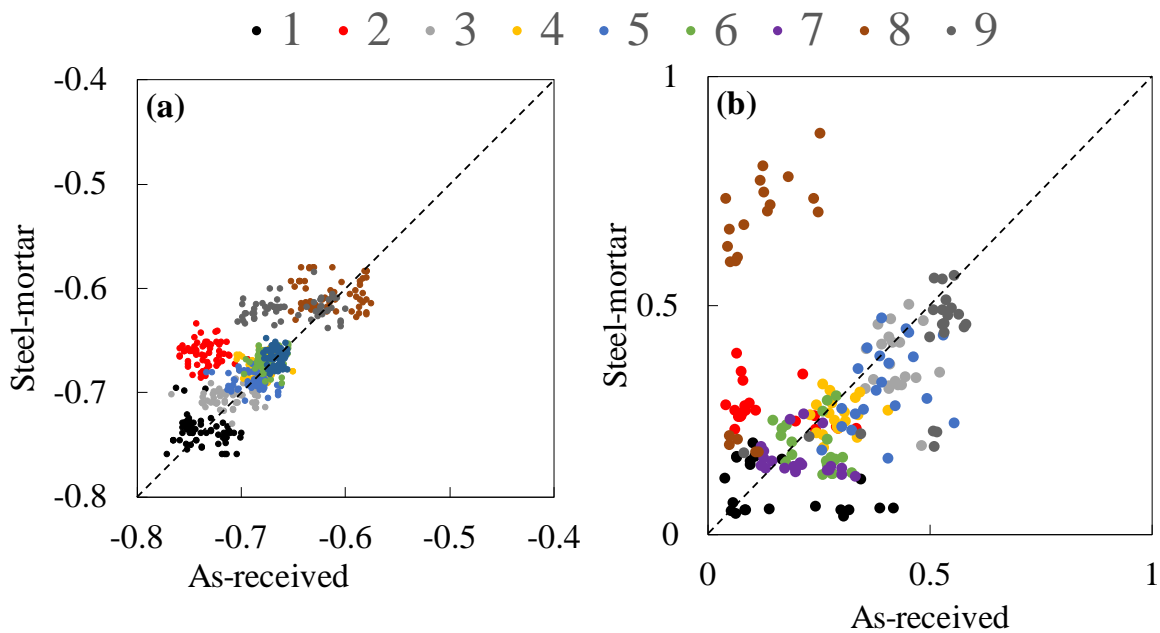 1 2 3 4 5 6 7 8 9
(a)
-0.4
-0.5
-0.6
-0.7
-0.8
Steel-mortar
-0.8 -0.7 -0.6 -0.5 -0.4
As-received
(b)
1
0.5
0
Steel-mortar
0 0.5 1
As-received